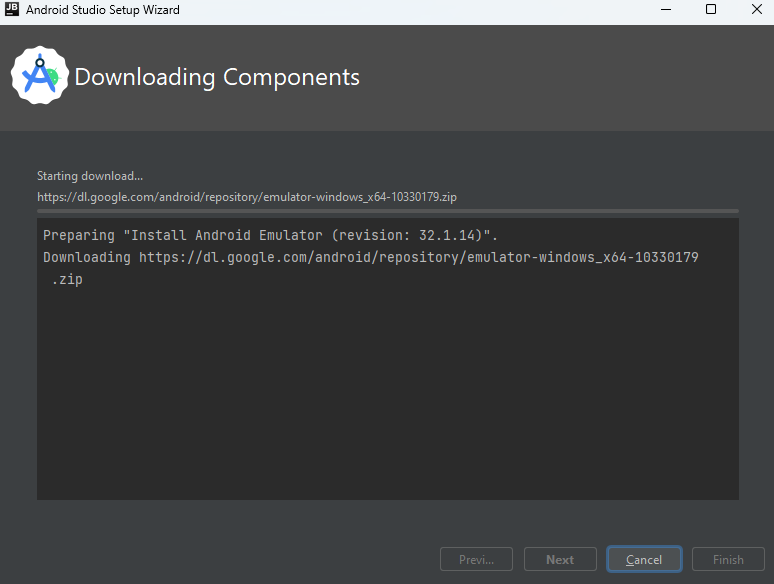 JB
Android Studio Setup Wizard
Downloading Components
Starting download...
https://dl.google.com/android/repository/emulator-windows_x64-10330179.zip
Preparing "Install Android Emulator (revision: 32.1.14)".
Downloading https://dl.google.com/android/repository/emulator-windows_x64-10330179
.zip
Previ... Next Cancel Finish